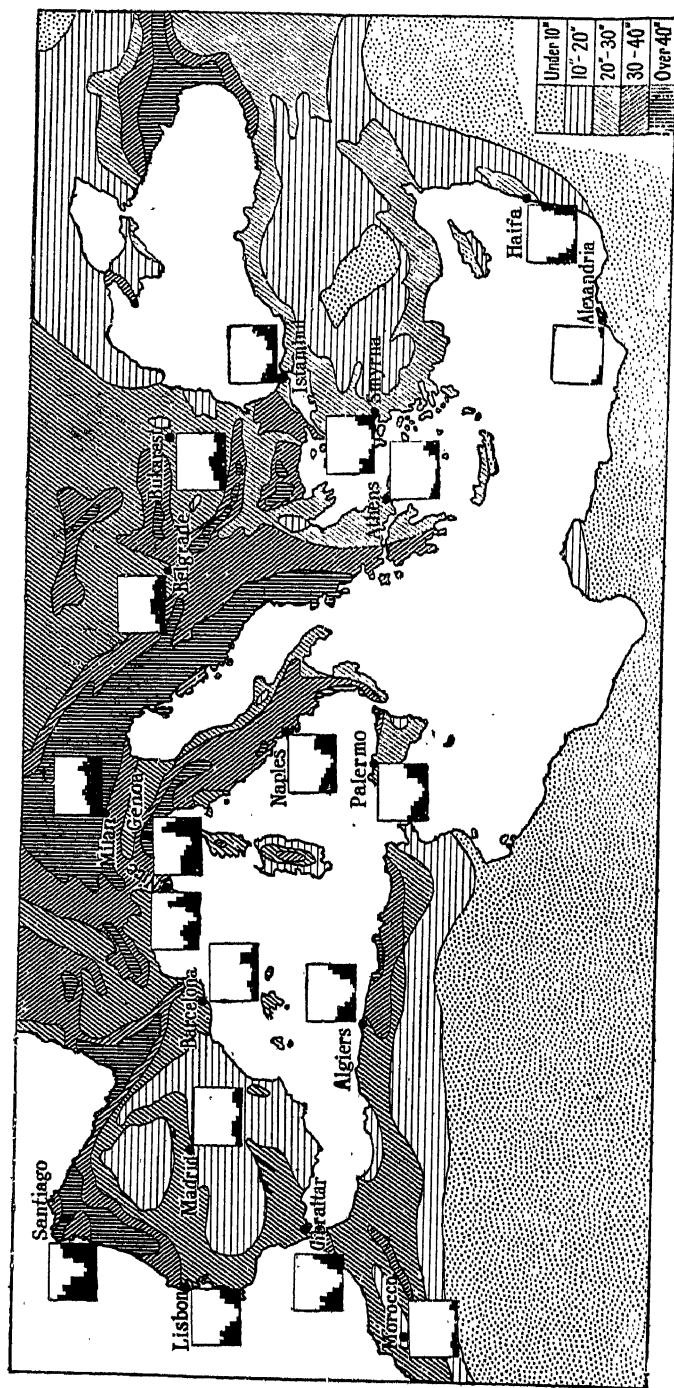 Santiago
Lisbon
Madrid
Gibraltar
Morocco
Barcelona
Algiers
Milan
Genoa
Naples
Palermo
Belgrade
Bukarest
Istambul
Smyrna
Athens
Haifa
Alexandria
Under 10"
10"-20"
20"-30"
30"-40"
Over 40"